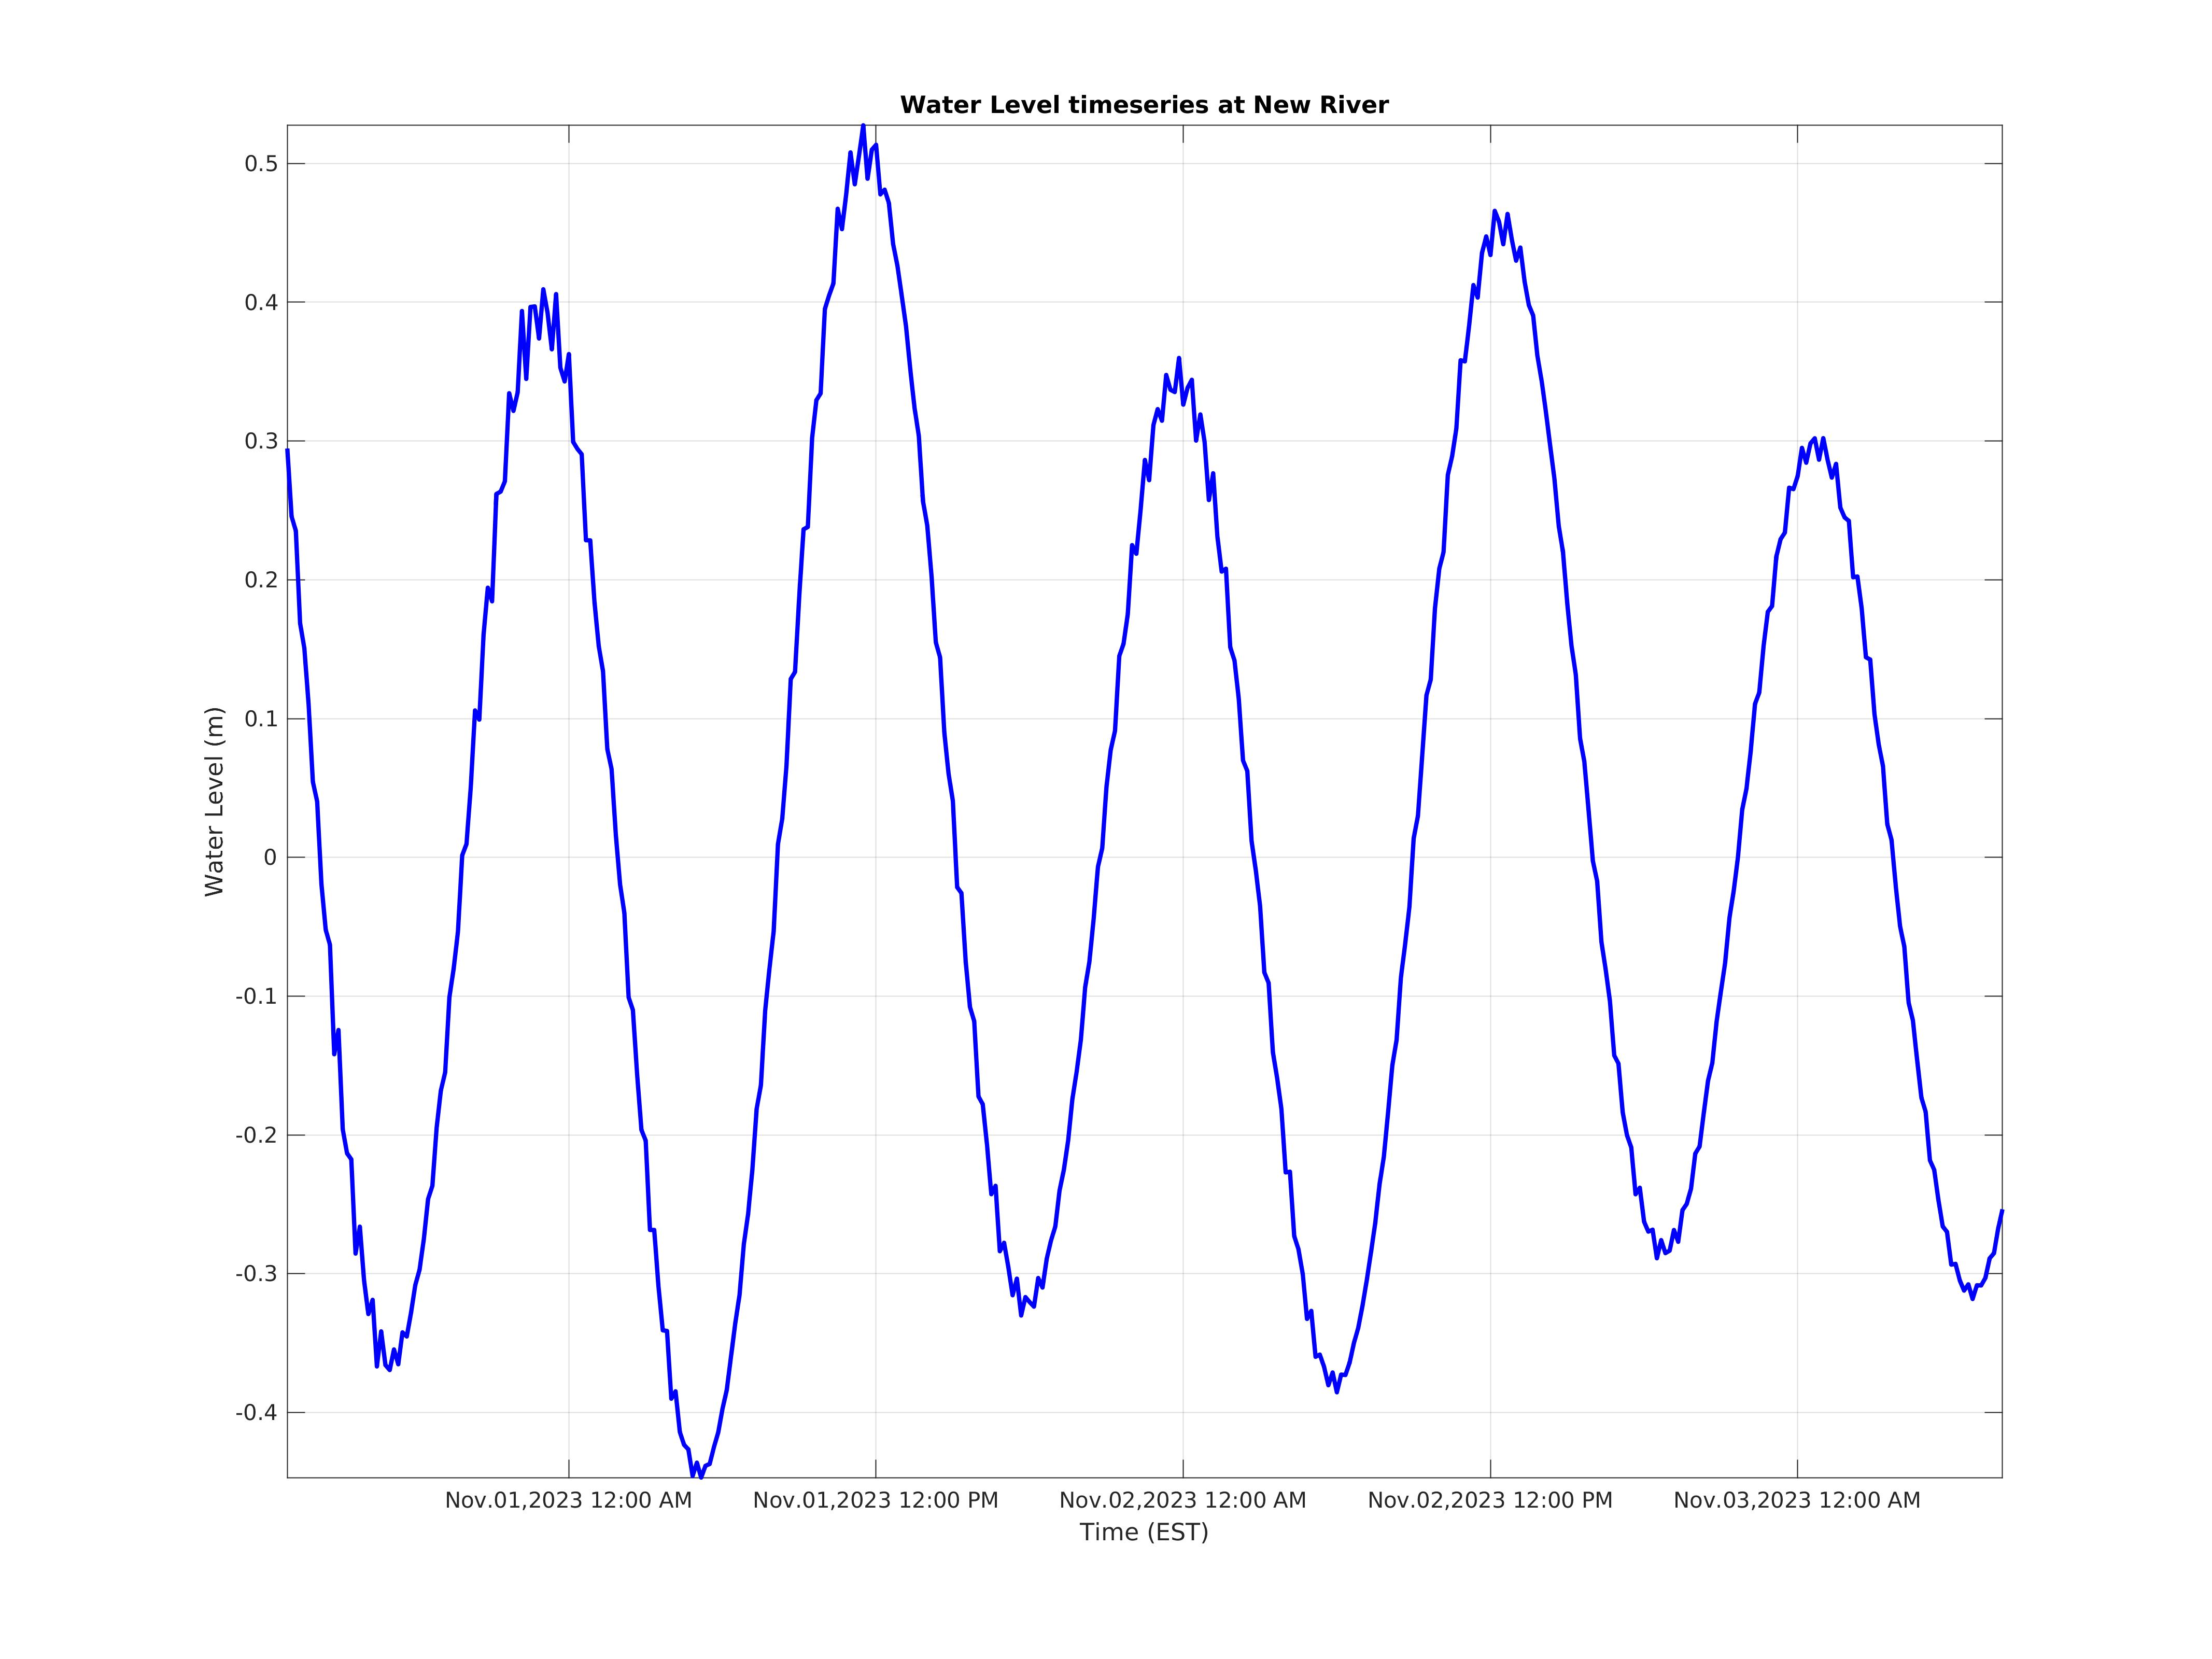 Water Level timeseries at New River
0.5
0.4
0.3
0.2
0.1
0
-0.1
-0.2
-0.3
-0.4
Water Level (m)
Nov.01,2023 12:00 AM
Nov.01,2023 12:00 PM
Nov.02,2023 12:00 AM
Nov.02,2023 12:00 PM
Nov.03,2023 12:00 AM
Time (EST)